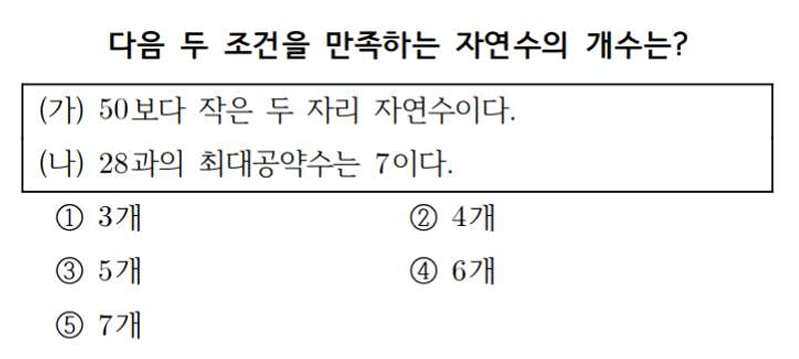 다음 두 조건을 만족하는 자연수의 개수는?
(가) 50보다 작은 두 자리 자연수이다.
(나) 28과의 최대공약수는 7이다.
① 3개 ② 4개
③ 5개 ④ 6개
⑤ 7개